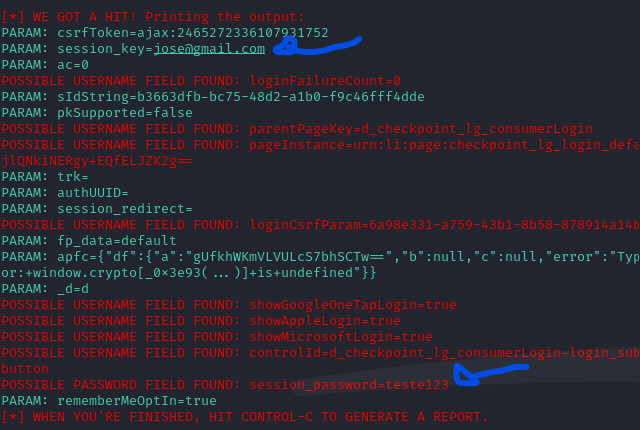 [*] WE GOT A HIT! Printing the output:
PARAM: csrfToken=ajax:2465272336107931752
PARAM: session_key=jose@gmail.com
PARAM: ac=0
POSSIBLE USERNAME FIELD FOUND: loginFailureCount=0
PARAM: sIdString=b3663dfb-bc75-48d2-a1b0-f9c46fff4dde
PARAM: pkSupported=false
POSSIBLE USERNAME FIELD FOUND: parentPageKey=d_checkpoint_lg_consumerLogin
POSSIBLE USERNAME FIELD FOUND: pageInstance=urn:li:page:checkpoint_lg_login_defa
jlQNkiNERgy+EQfELJZK2g==
PARAM: trk=
PARAM: authUUID=
PARAM: session_redirect=
POSSIBLE USERNAME FIELD FOUND: loginCsrfParam=6a98e331-a759-43b1-8b58-878914a14b
PARAM: fp_data=default
PARAM: apfc={"df":{"a":"gUfkhWKmVLVULcS7bhSCTw==","b":null,"c":null,"error":"Typ
or:+window.crypto[_0×3e93(...)]+is+undefined"}}
PARAM: _d=d
POSSIBLE USERNAME FIELD FOUND: showGoogleOneTapLogin=true
POSSIBLE USERNAME FIELD FOUND: showAppleLogin=true
POSSIBLE USERNAME FIELD FOUND: showMicrosoftLogin=true
POSSIBLE USERNAME FIELD FOUND: controlId=d_checkpoint_lg_consumerLogin-login_sub
button
POSSIBLE PASSWORD FIELD FOUND: session_password=teste123
PARAM: rememberMeOptIn=true
[*] WHEN YOU'RE FINISHED, HIT CONTROL-C TO GENERATE A REPORT.